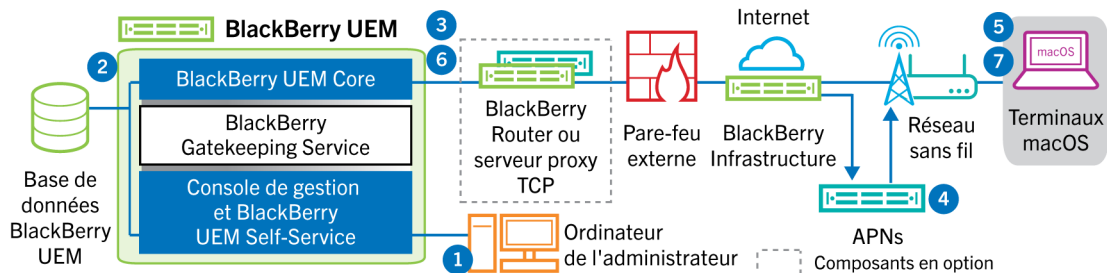 BlackBerry UEM
3
Internet
5
macOS
2
6
7
BlackBerry UEM Core
BlackBerry
Gatekeeping Service
BlackBerry
Router ou
serveur proxy
TCP
Pare-feu
externe
BlackBerry
Infrastructure
Réseau
sans fil
Terminaux
macOS
Base de
données
BlackBerry
UEM
Console de gestion
et BlackBerry
UEM Self-Service
4
APNs
1
Ordinateur
de l'administrateur
Composants en option